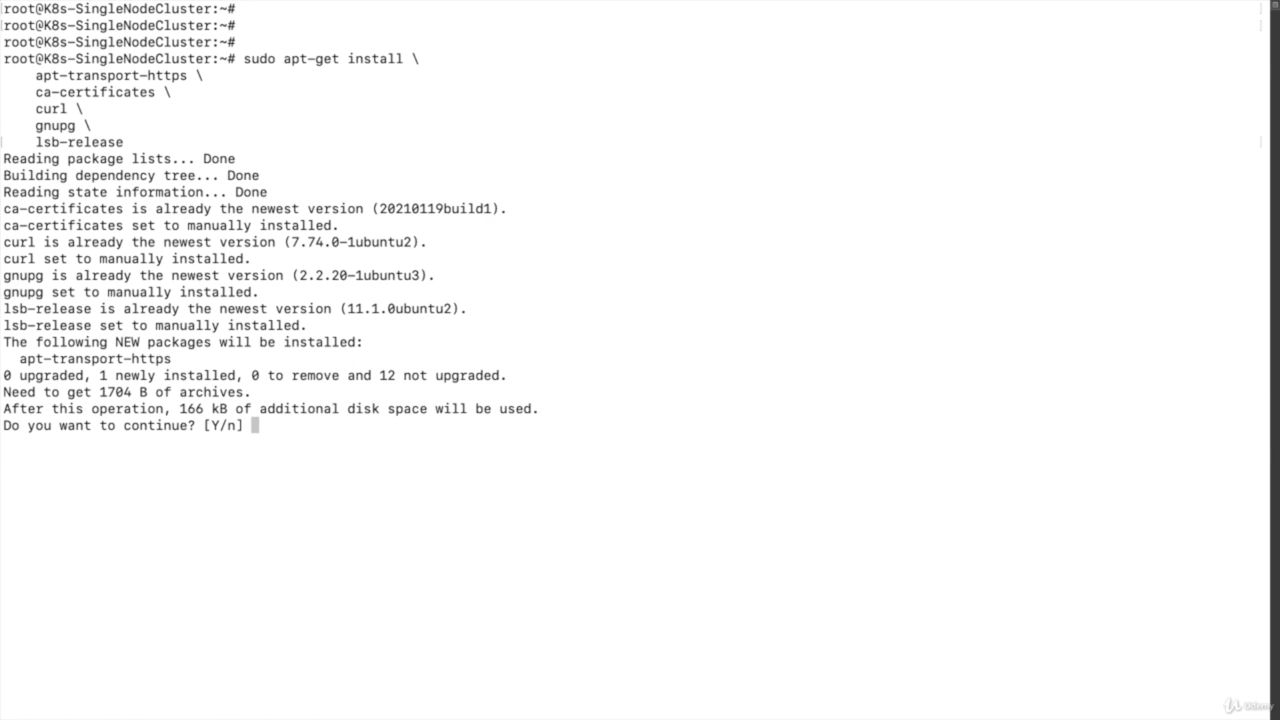 root@K8s-SingleNodeCluster:~#
root@K8s-SingleNodeCluster:~#
root@K8s-SingleNodeCluster:~#
root@K8s-SingleNodeCluster:~# sudo apt-get install \
    apt-transport-https \
    ca-certificates \
    curl \
    gnupg \
    lsb-release
Reading package lists... Done
Building dependency tree... Done
Reading state information... Done
ca-certificates is already the newest version (20210119build1).
ca-certificates set to manually installed.
curl is already the newest version (7.74.0-1ubuntu2).
curl set to manually installed.
gnupg is already the newest version (2.2.20-1ubuntu3).
gnupg set to manually installed.
lsb-release is already the newest version (11.1.0ubuntu2).
lsb-release set to manually installed.
The following NEW packages will be installed:
  apt-transport-https
0 upgraded, 1 newly installed, 0 to remove and 12 not upgraded.
Need to get 1704 B of archives.
After this operation, 166 kB of additional disk space will be used.
Do you want to continue? [Y/n]
Udemy